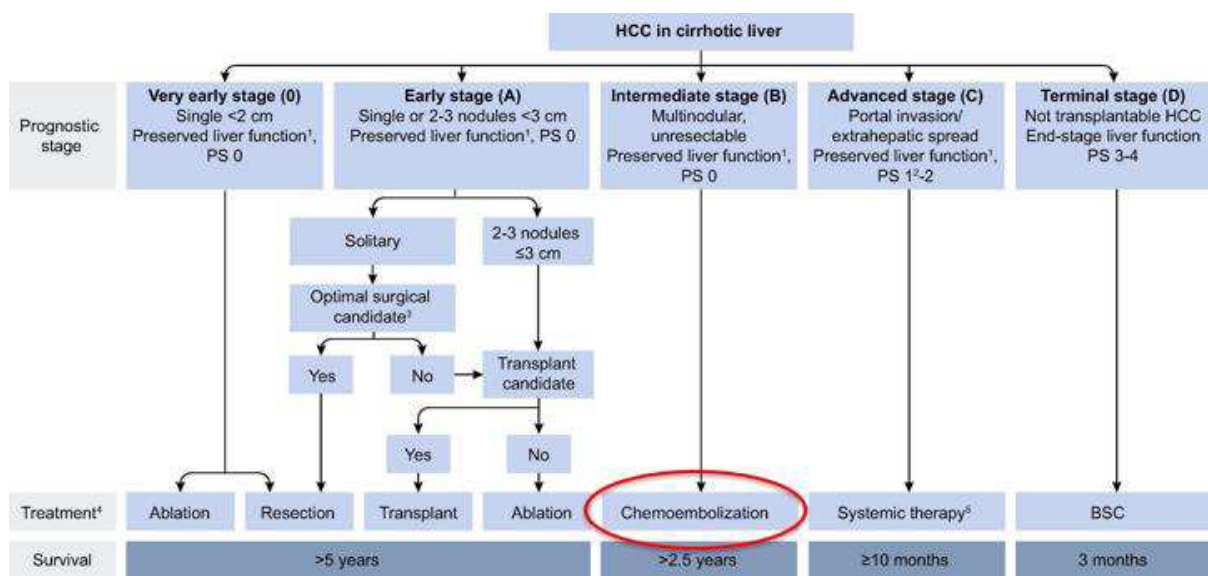 HCC in cirrhotic liver
Prognostic
stage
Very early stage (0)
Single <2 cm
Preserved liver function¹,
PS 0
Early stage (A)
Single or 2-3 nodules <3 cm
Preserved liver function¹, PS 0
Intermediate stage (B)
Multinodular,
unresectable
Preserved liver function¹,
PS 0
Advanced stage (C)
Portal invasion/
extrahepatic spread
Preserved liver function¹,
PS 1²-2
Terminal stage (D)
Not transplantable HCC
End-stage liver function
PS 3-4
Solitary
2-3 nodules
≤3 cm
Optimal surgical
candidate³
Yes
No
Transplant
candidate
Yes
No
Treatment⁴
Ablation
Resection
Transplant
Ablation
Chemoembolization
Systemic therapy⁵
BSC
Survival
>5 years
>2.5 years
≥10 months
3 months